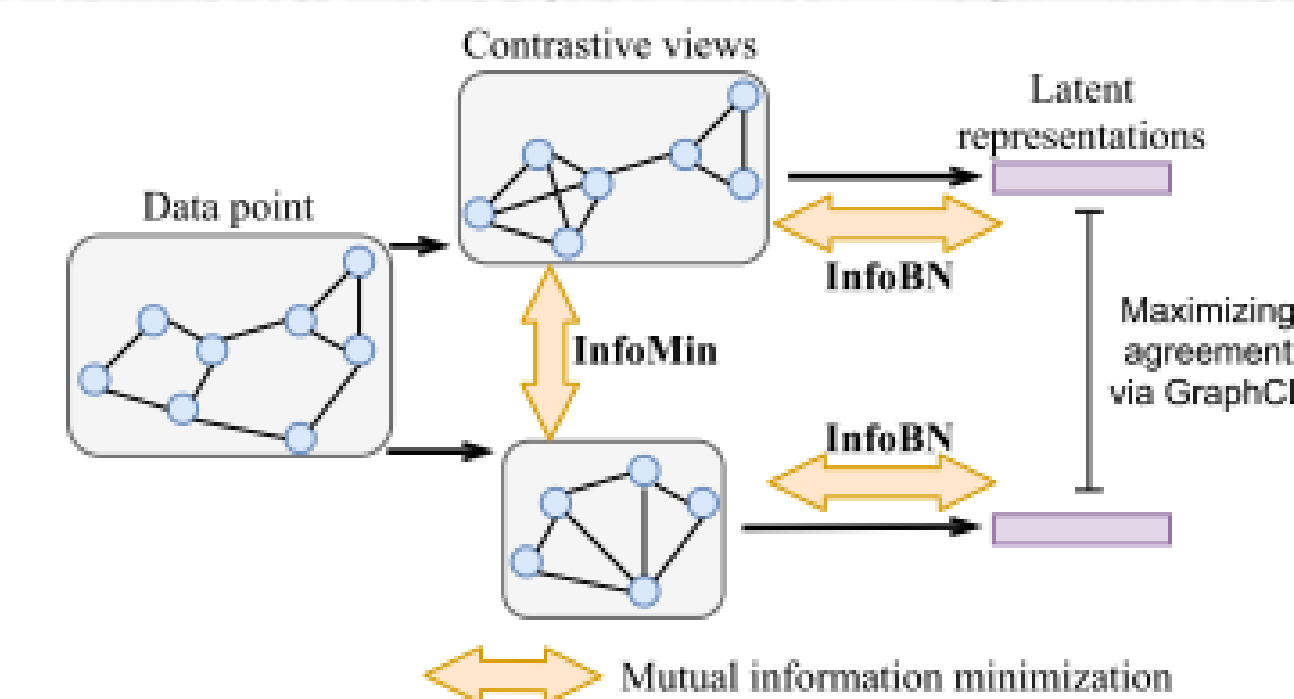 Contrastive views
Latent
representations
Data point
InfoBN
InfoMin
Maximizing
agreement
via GraphCl
InfoBN
Mutual information minimization